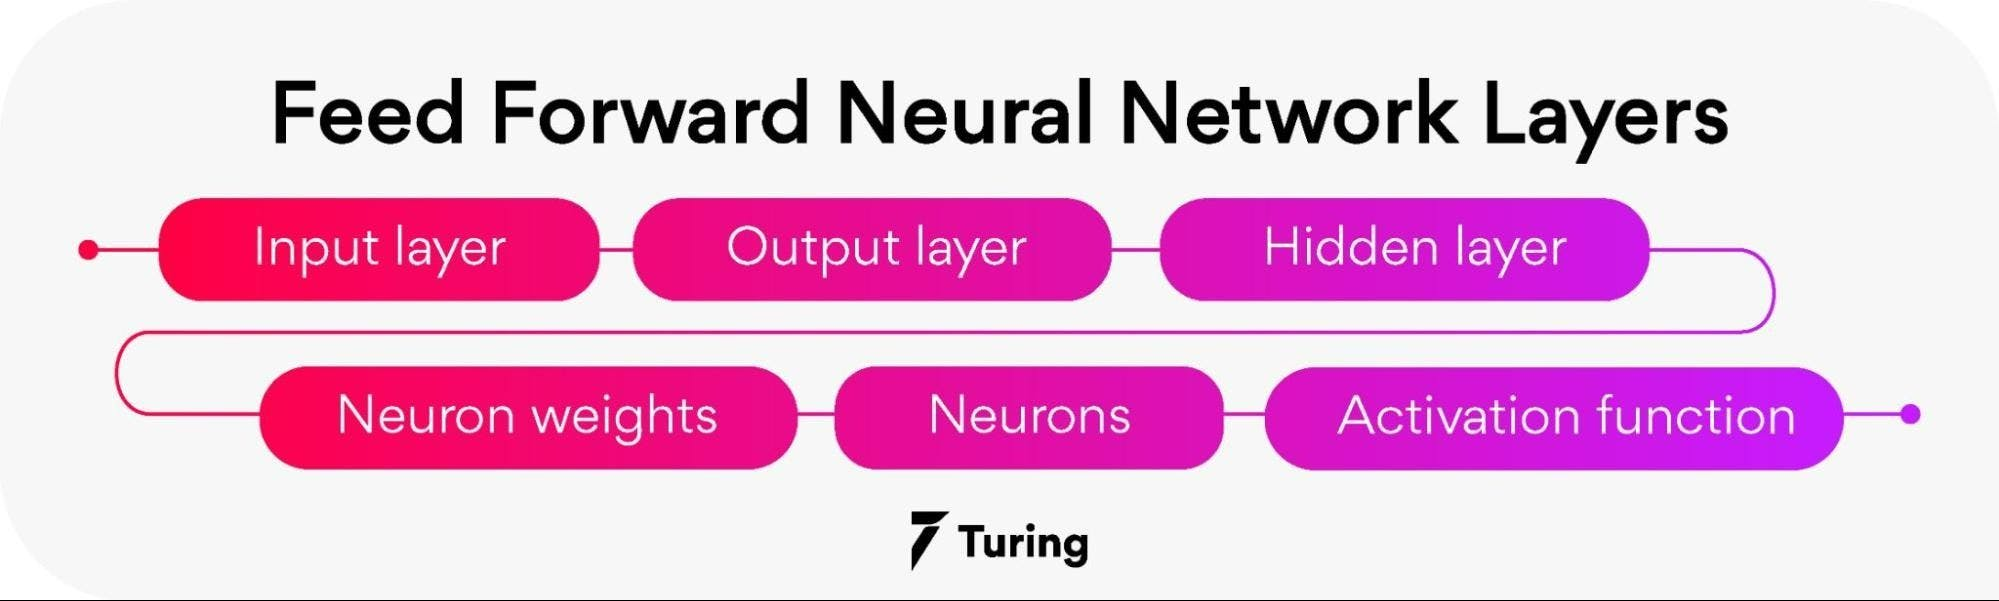 Feed Forward Neural Network Layers
Input layer
Output layer
Hidden layer
Neuron weights
Neurons
Activation function
Turing